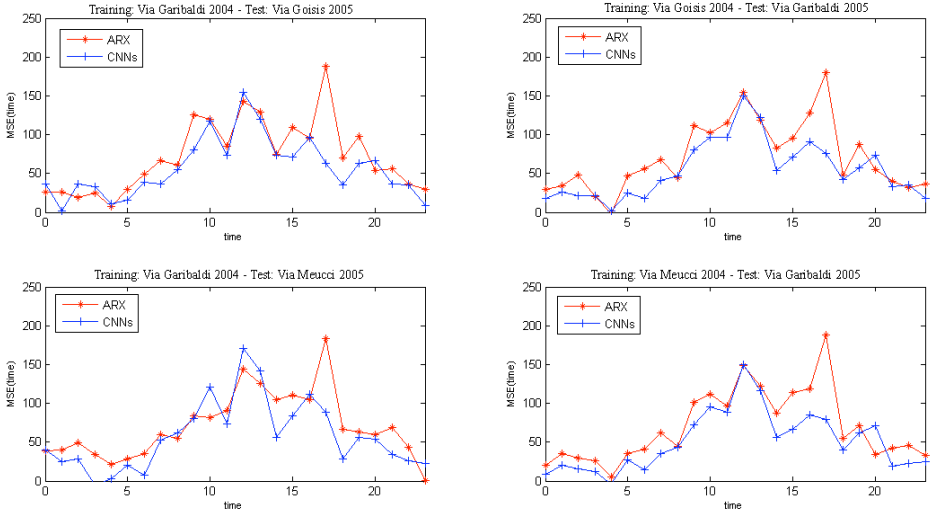 Training: Via Garibaldi 2004 - Test: Via Goisis 2005
250
200
150
100
50
0
MSE(time)
ARX
CNNs
0 5 10 15 20
time
Training: Via Goisis 2004 - Test: Via Garibaldi 2005
250
200
150
100
50
0
MSE(time)
ARX
CNNs
0 5 10 15 20
time
Training: Via Garibaldi 2004 - Test: Via Meucci 2005
250
200
150
100
50
0
MSE(time)
ARX
CNNs
0 5 10 15 20
time
Training: Via Meucci 2004 - Test: Via Garibaldi 2005
250
200
150
100
50
0
MSE(time)
ARX
CNNs
0 5 10 15 20
time